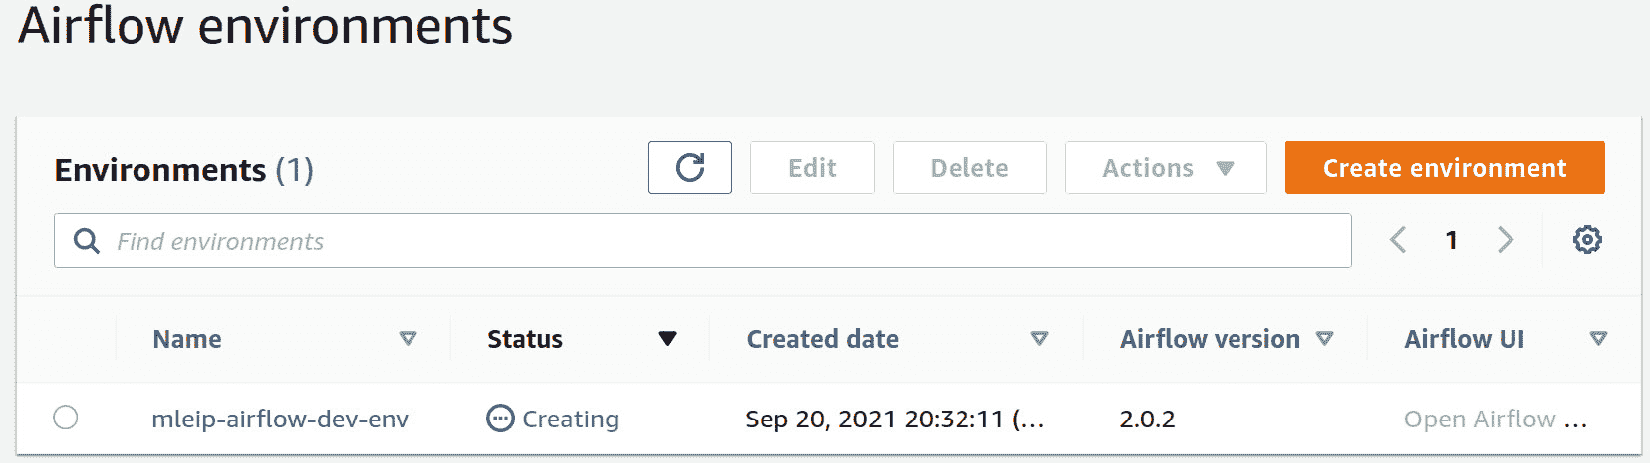 Airflow environments
Environments (1)
Edit
Delete
Actions
Create environment
Find environments
1
Name
Status
Created date
Airflow version
Airflow UI
mleip-airflow-dev-env
Creating
Sep 20, 2021 20:32:11 (...
2.0.2
Open Airflow ...